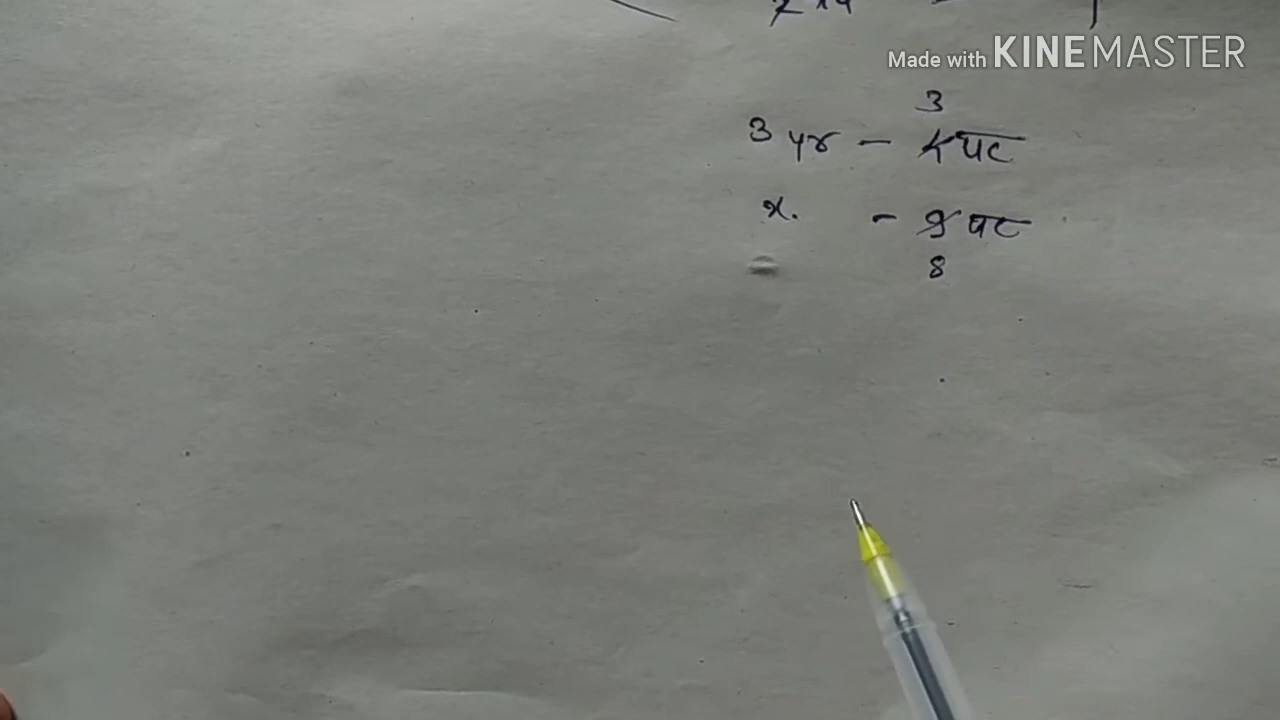 Made with KINEMASTER
3
3 yr - 4 पट
x. - 9 पट
8